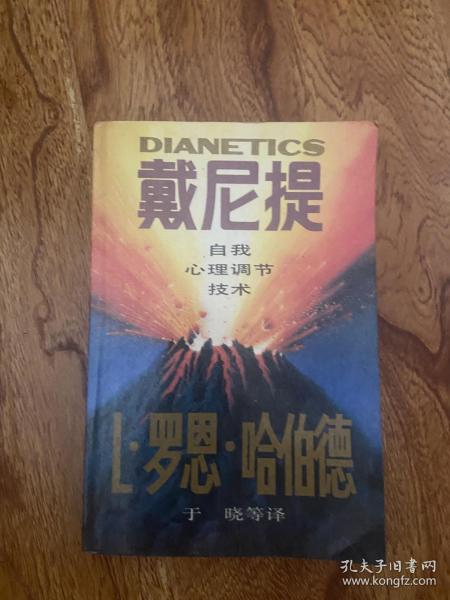 DIANETICS
戴尼提
自我
心理调节
技术
L·罗恩·哈伯德
于 晓等译
孔夫子旧书网
www.kongfz.com